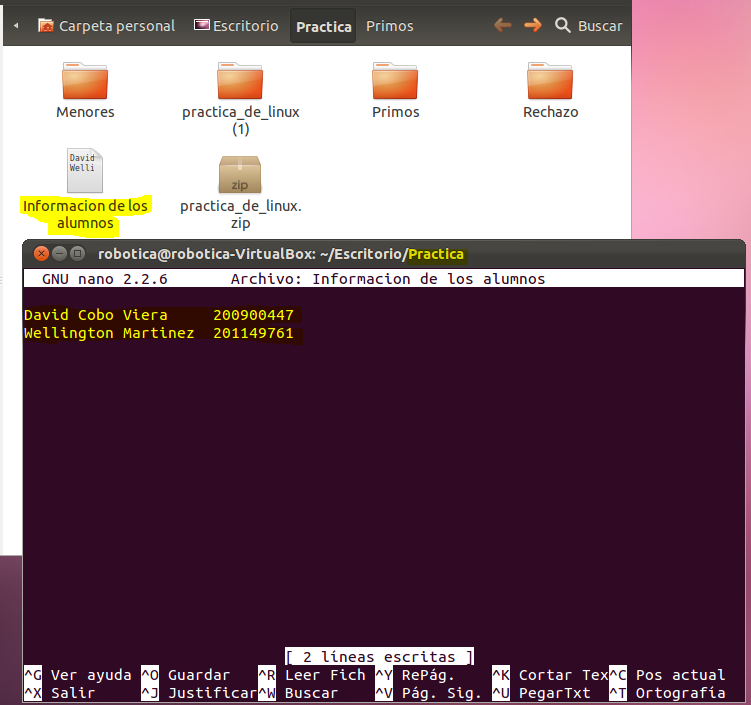 Carpeta personal Escritorio Practica Primos Buscar
Menores practica_de_linux Primos Rechazo
(1)
David
Welli
zip
Informacion de los practica_de_linux.
alumnos zip
robotica@robotica-VirtualBox: ~/Escritorio/Practica
GNU nano 2.2.6 Archivo: Informacion de los alumnos
David Cobo Viera 200900447
Wellington Martinez 201149761
[ 2 líneas escritas ]
^G Ver ayuda ^O Guardar ^R Leer Fich ^Y RePág. ^K Cortar Tex^C Pos actual
^X Salir ^J Justificar^W Buscar ^V Pág. Sig. ^U PegarTxt ^T Ortografía